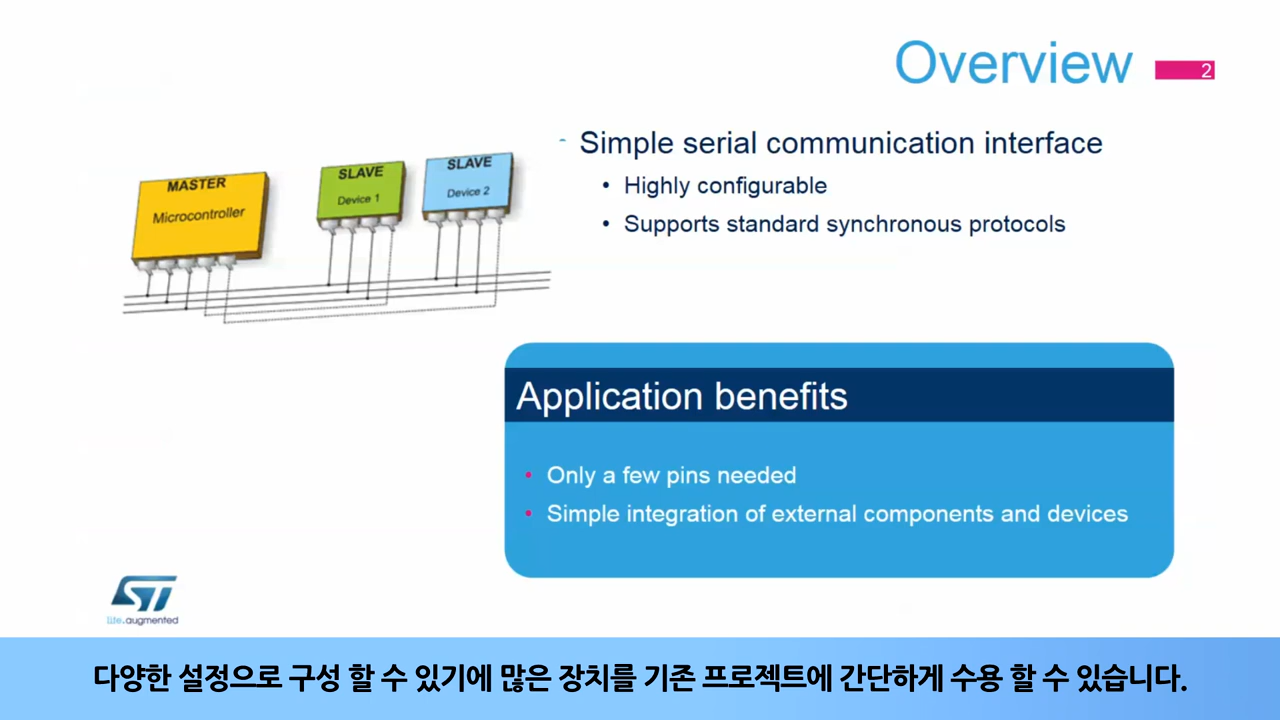 Overview
2
Simple serial communication interface
• Highly configurable
• Supports standard synchronous protocols
MASTER
Microcontroller
SLAVE
Device 1
SLAVE
Device 2
Application benefits
• Only a few pins needed
• Simple integration of external components and devices
ST
life.augmented
다양한 설정으로 구성 할 수 있기에 많은 장치를 기존 프로젝트에 간단하게 수용 할 수 있습니다.